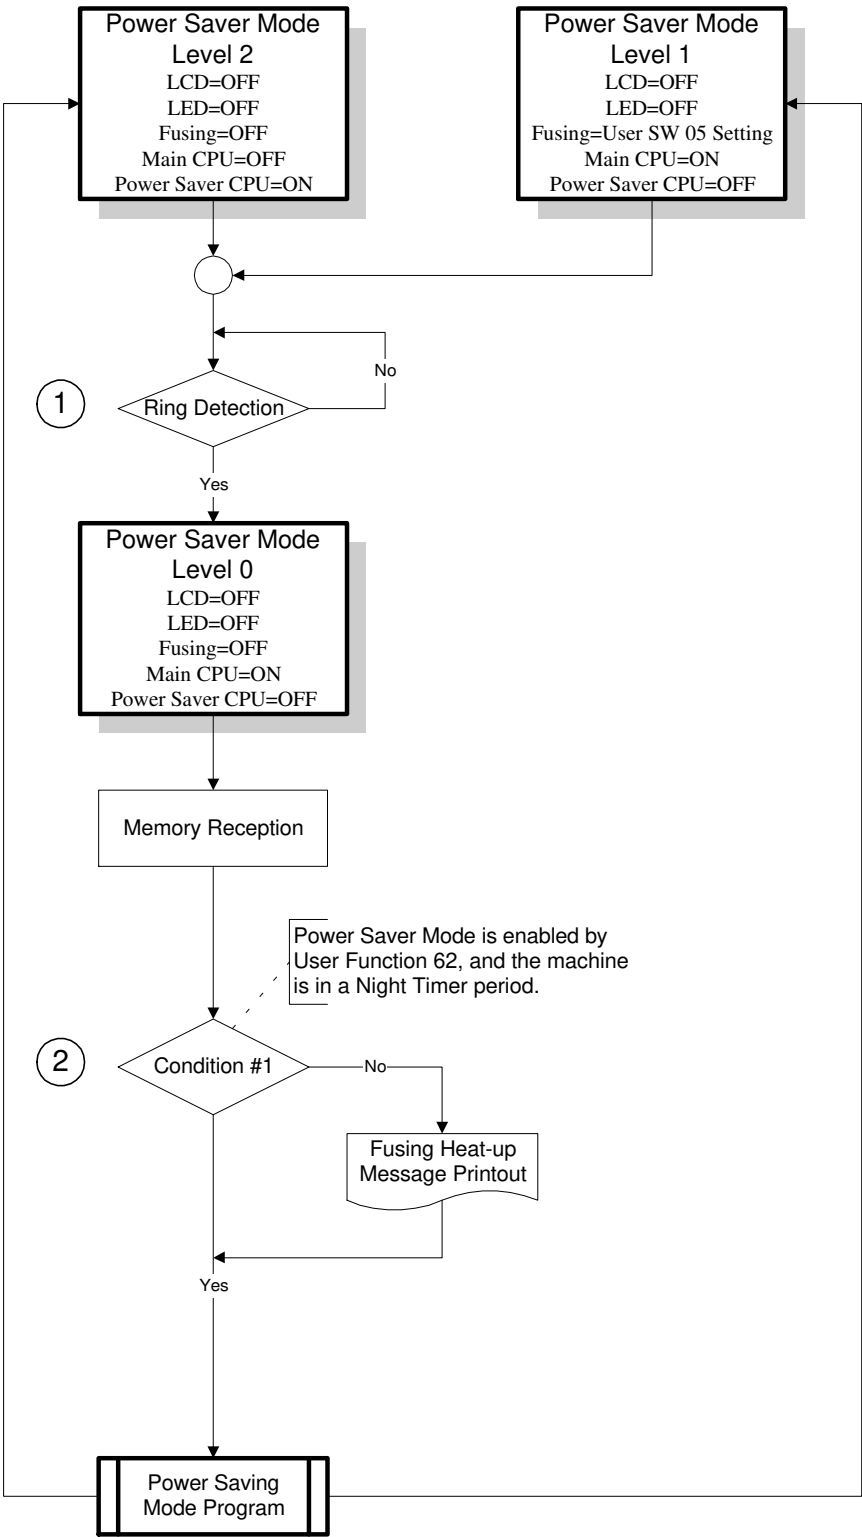 Power Saver Mode
Level 2
LCD=OFF
LED=OFF
Fusing=OFF
Main CPU=OFF
Power Saver CPU=ON
Power Saver Mode
Level 1
LCD=OFF
LED=OFF
Fusing=User SW 05 Setting
Main CPU=ON
Power Saver CPU=OFF
No
1
Ring Detection
Yes
Power Saver Mode
Level 0
LCD=OFF
LED=OFF
Fusing=OFF
Main CPU=ON
Power Saver CPU=OFF
Memory Reception
Power Saver Mode is enabled by
User Function 62, and the machine
is in a Night Timer period.
2
Condition #1
No
Fusing Heat-up
Message Printout
Yes
Power Saving
Mode Program